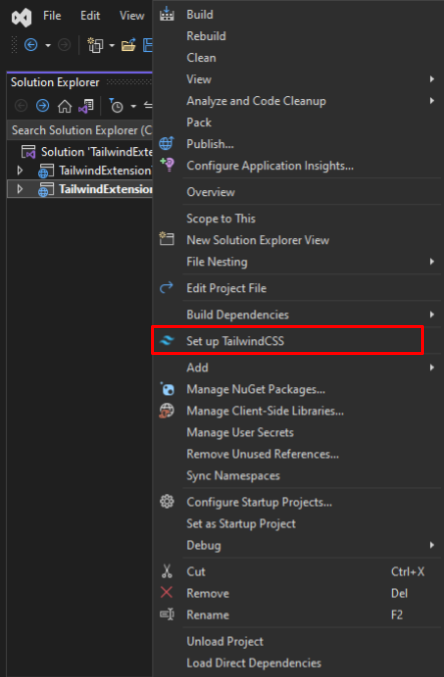 File Edit View
Solution Explorer
Search Solution Explorer (C
Solution 'TailwindExte
TailwindExtension
TailwindExtension
Build
Rebuild
Clean
View
Analyze and Code Cleanup
Pack
Publish...
Configure Application Insights...
Overview
Scope to This
New Solution Explorer View
File Nesting
Edit Project File
Build Dependencies
Set up TailwindCSS
Add
Manage NuGet Packages...
Manage Client-Side Libraries...
Manage User Secrets
Remove Unused References...
Sync Namespaces
Configure Startup Projects...
Set as Startup Project
Debug
Cut Ctrl+X
Remove Del
Rename F2
Unload Project
Load Direct Dependencies